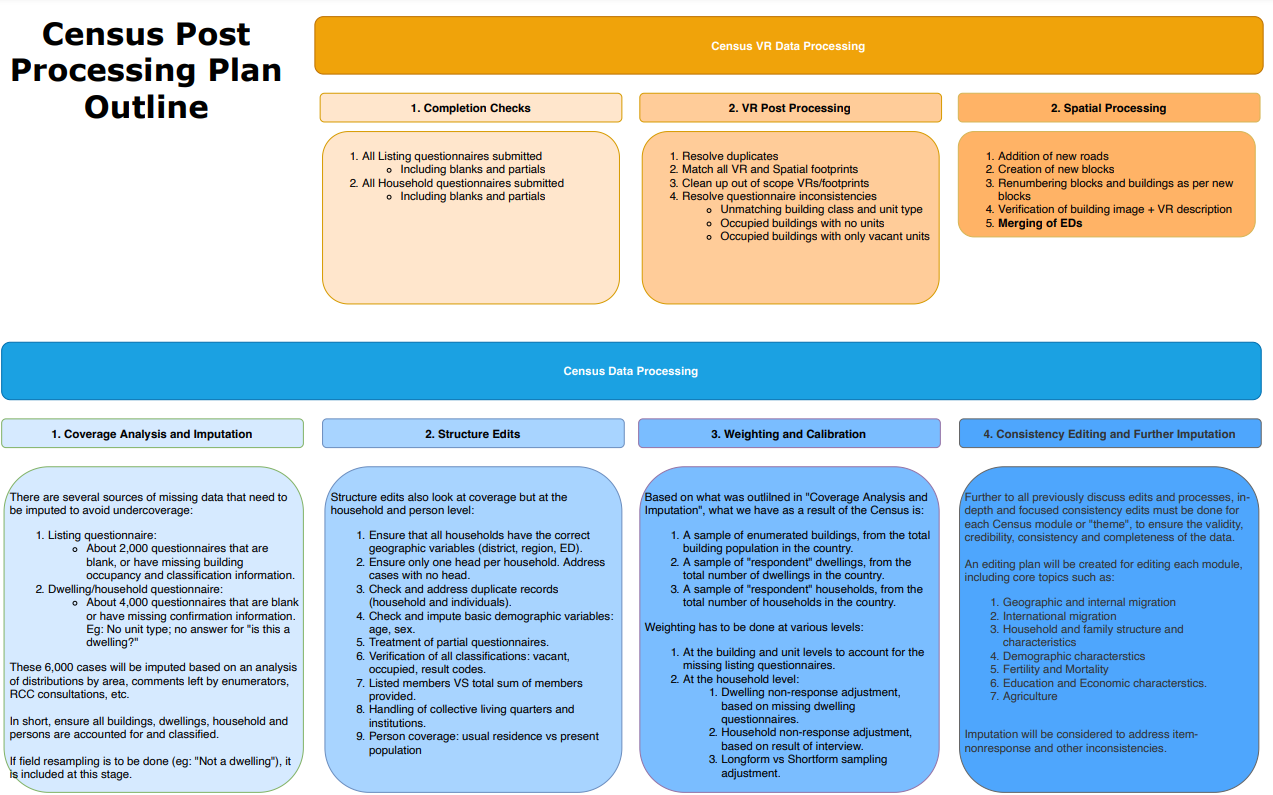 Census Post
Processing Plan
Outline
Census VR Data Processing
1. Completion Checks
1. All Listing questionnaires submitted
Including blanks and partials
2. All Household questionnaires submitted
Including blanks and partials
2. VR Post Processing
1. Resolve duplicates
2. Match all VR and Spatial footprints
3. Clean up out of scope VRs/footprints
4. Resolve questionnaire inconsistencies
Unmatching building class and unit type
Occupied buildings with no units
Occupied buildings with only vacant units
2. Spatial Processing
1. Addition of new roads
2. Creation of new blocks
3. Renumbering blocks and buildings as per new
blocks
4. Verification of building image + VR description
5. Merging of EDs
Census Data Processing
1. Coverage Analysis and Imputation
There are several sources of missing data that need to
be imputed to avoid undercoverage:
1. Listing questionnaire:
About 2,000 questionnaires that are
blank, or have missing building
occupancy and classification information.
2. Dwelling/household questionnaire:
About 4,000 questionnaires that are blank
or have missing confirmation information.
Eg: No unit type; no answer for "is this a
dwelling?"
These 6,000 cases will be imputed based on an analysis
of distributions by area, comments left by enumerators,
RCC consultations, etc.
In short, ensure all buildings, dwellings, household and
persons are accounted for and classified.
If field resampling is to be done (eg: "Not a dwelling"), it
is included at this stage.
2. Structure Edits
Structure edits also look at coverage but at the
household and person level:
1. Ensure that all households have the correct
geographic variables (district, region, ED).
2. Ensure only one head per household. Address
cases with no head.
3. Check and address duplicate records
(household and individuals).
4. Check and impute basic demographic variables:
age, sex.
5. Treatment of partial questionnaires.
6. Verification of all classifications: vacant,
occupied, result codes.
7. Listed members VS total sum of members
provided.
8. Handling of collective living quarters and
institutions.
9. Person coverage: usual residence vs present
population
3. Weighting and Calibration
Based on what was outlilned in "Coverage Analysis and
Imputation", what we have as a result of the Census is:
1. A sample of enumerated buildings, from the total
building population in the country.
2. A sample of "respondent" dwellings, from the
total number of dwellings in the country.
3. A sample of "respondent" households, from the
total number of households in the country.
Weighting has to be done at various levels:
1. At the building and unit levels to account for the
missing listing questionnaires.
2. At the household level:
1. Dwelling non-response adjustment,
based on missing dwelling
questionnaires.
2. Household non-response adjustment,
based on result of interview.
3. Longform vs Shortform sampling
adjustment.
4. Consistency Editing and Further Imputation
Further to all previously discuss edits and processes, in-
depth and focused consistency edits must be done for
each Census module or "theme", to ensure the validity,
credibility, consistency and completeness of the data.
An editing plan will be created for editing each module,
including core topics such as:
1. Geographic and internal migration
2. International migration
3. Household and family structure and
characteristics
4. Demographic characterstics
5. Fertility and Mortality
6. Education and Economic characterstics.
7. Agriculture
Imputation will be considered to address item-
nonresponse and other inconsistencies.